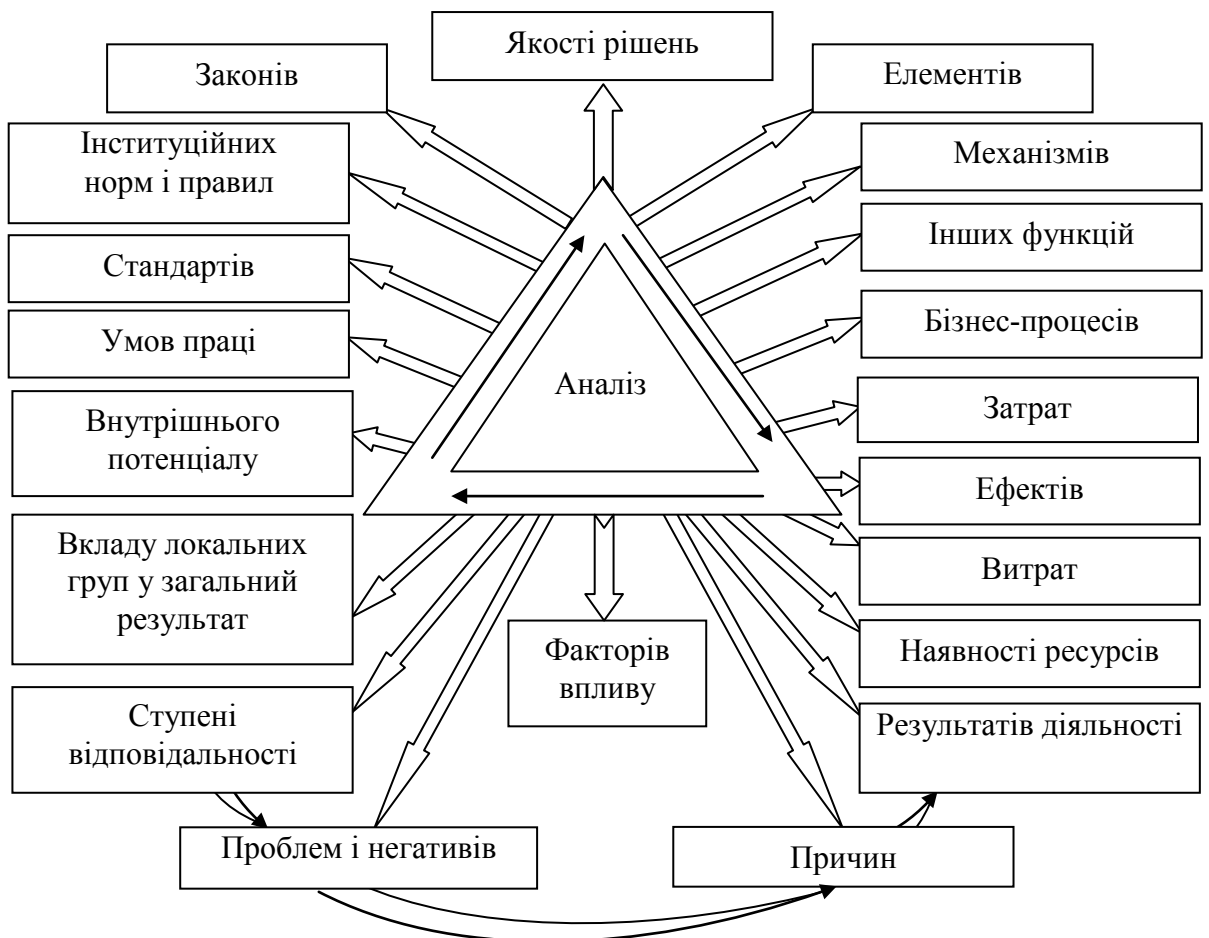 Якості рішень
Законів
Елементів
Інституційних
норм і правил
Механізмів
Стандартів
Інших функцій
Умов праці
Бізнес-процесів
Аналіз
Внутрішнього
потенціалу
Затрат
Ефектів
Вкладу локальних
груп у загальний
результат
Витрат
Факторів
впливу
Наявності ресурсів
Ступені
відповідальності
Результатів діяльності
Проблем і негативів
Причин